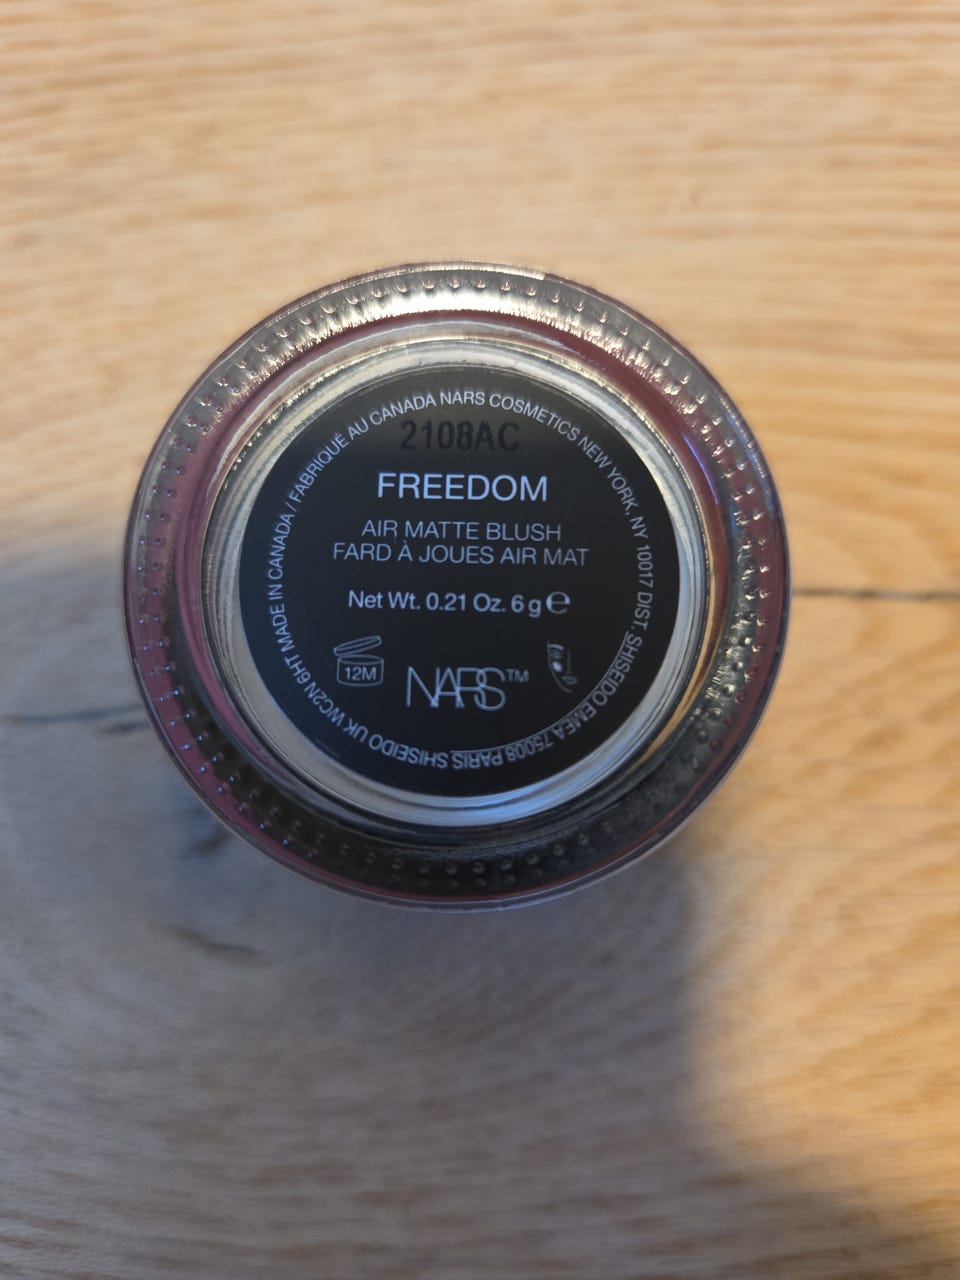 MADE IN CANADA / FABRIQUÉ AU CANADA NARS COSMETICS NEW YORK, NY 10017 DIST. SHISEIDO EMEA 75008 PARIS SHISEIDO UK WC2N 6HT
2108AC
FREEDOM
AIR MATTE BLUSH
FARD À JOUES AIR MAT
Net Wt. 0.21 Oz. 6 g ℮
12M
NARS™